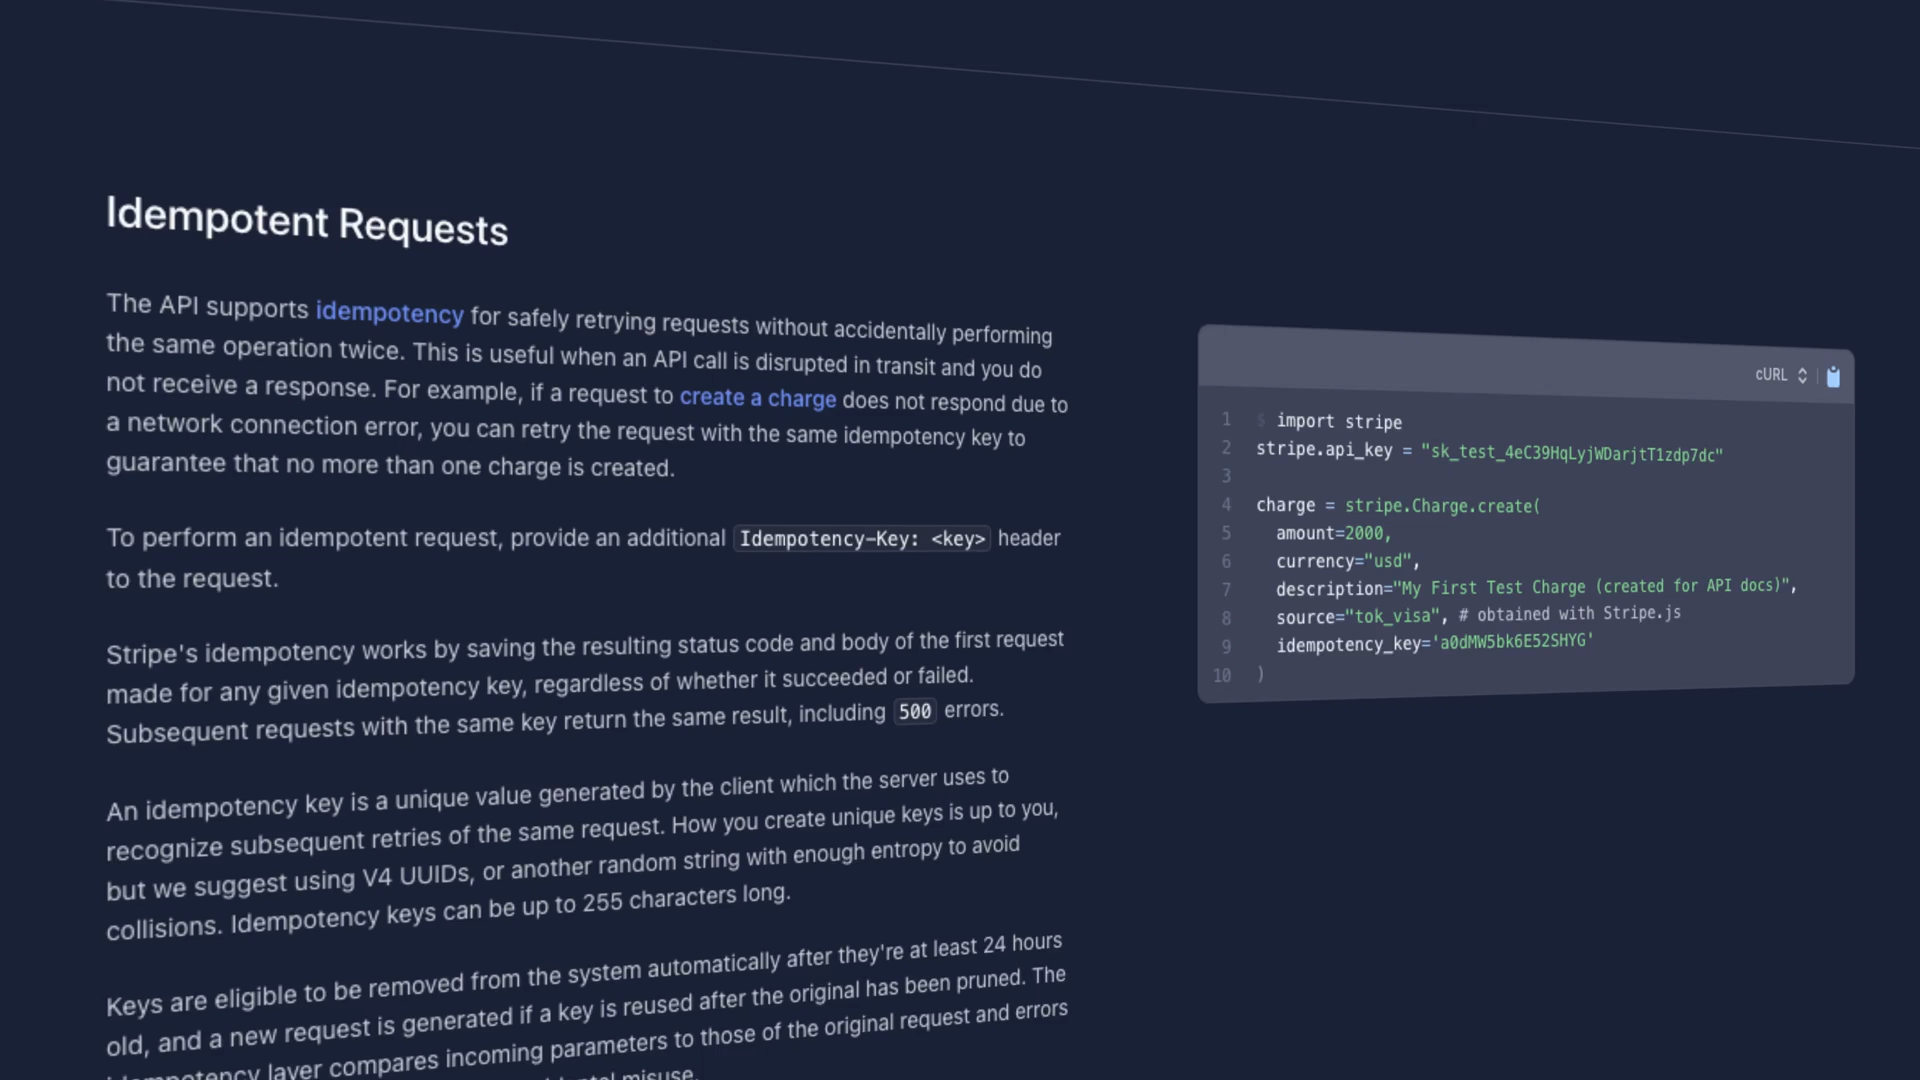 Idempotent Requests
The API supports idempotency for safely retrying requests without accidentally performing
the same operation twice. This is useful when an API call is disrupted in transit and you do
not receive a response. For example, if a request to create a charge does not respond due to
a network connection error, you can retry the request with the same idempotency key to
guarantee that no more than one charge is created.
To perform an idempotent request, provide an additional Idempotency-Key: <key> header
to the request.
Stripe's idempotency works by saving the resulting status code and body of the first request
made for any given idempotency key, regardless of whether it succeeded or failed.
Subsequent requests with the same key return the same result, including 500 errors.
An idempotency key is a unique value generated by the client which the server uses to
recognize subsequent retries of the same request. How you create unique keys is up to you,
but we suggest using V4 UUIDs, or another random string with enough entropy to avoid
collisions. Idempotency keys can be up to 255 characters long.
Keys are eligible to be removed from the system automatically after they're at least 24 hours
old, and a new request is generated if a key is reused after the original has been pruned. The
idempotency layer compares incoming parameters to those of the original request and errors
misuse.
cURL
1 $ import stripe
2 stripe.api_key = "sk_test_4eC39HqLyjWDarjtT1zdp7dc"
3
4 charge = stripe.Charge.create(
5 amount=2000,
6 currency="usd",
7 description="My First Test Charge (created for API docs)",
8 source="tok_visa", # obtained with Stripe.js
9 idempotency_key='a0dMW5bk6E52SHYG'
10 )